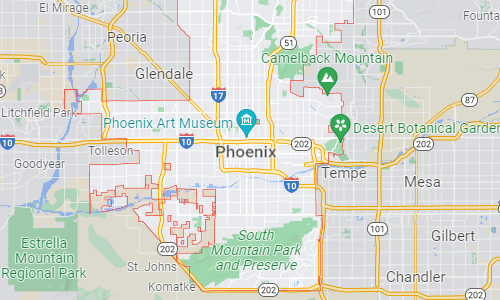 El Mirage
101
101
Fountain
Peoria
51
Camelback Mountain
Glendale
17
87
Litchfield Park
Phoenix Art Museum
Desert Botanical Garden
10
202
202
Tolleson
Phoenix
Goodyear
10
Tempe
Mesa
101
Estrella
Mountain
Regional Park
202
South
Mountain Park
and Preserve
Gilbert
St. Johns
Komatke
202
Chandler